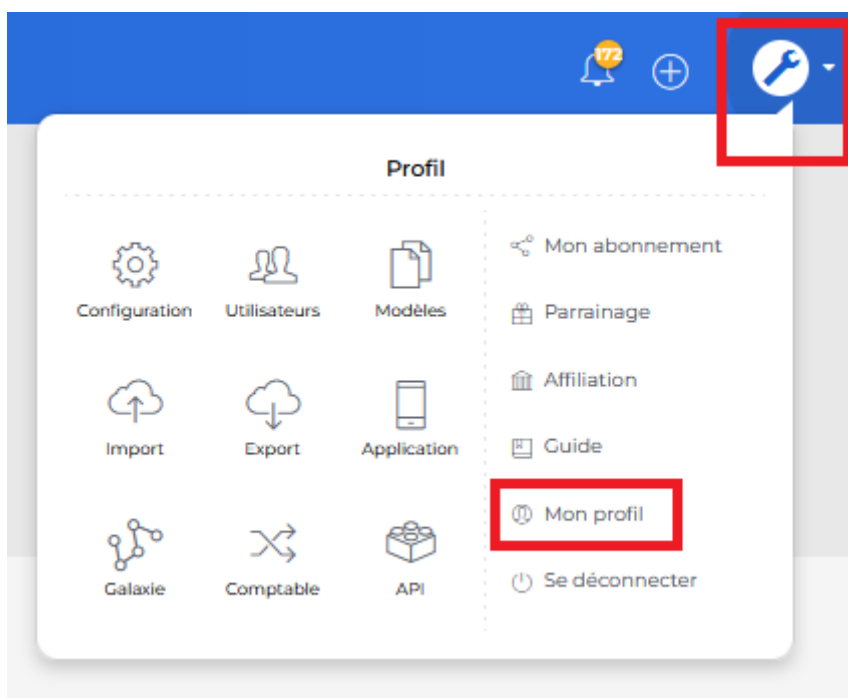 172
Profil
Configuration
Utilisateurs
Modèles
Import
Export
Application
Galaxie
Comptable
API
Mon abonnement
Parrainage
Affiliation
Guide
Mon profil
Se déconnecter